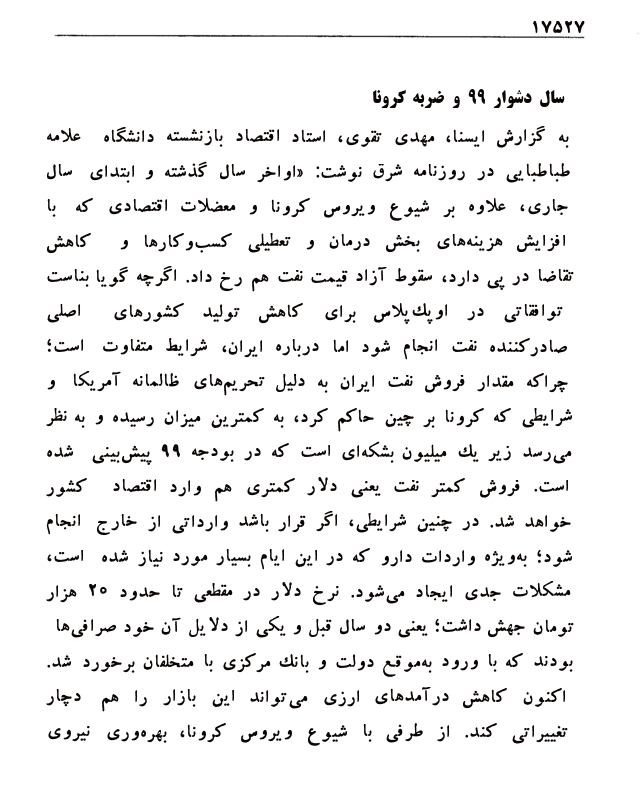 ۱۷۵۲۷
سال دشوار ۹۹ و ضربه کرونا
به گزارش ایسنا، مهدی تقوی، استاد اقتصاد بازنشسته دانشگاه علامه
طباطبایی در روزنامه شرق نوشت: «اواخر سال گذشته و ابتدای سال
جاری، علاوه بر شیوع ویروس کرونا و معضلات اقتصادی که با
افزایش هزینه‌های بخش درمان و تعطیلی کسب‌وکارها و کاهش
تقاضا در پی دارد، سقوط آزاد قیمت نفت هم رخ داد. اگرچه گویا بناست
توافقاتی در اوپك‌پلاس برای کاهش تولید کشورهای اصلی
صادرکننده نفت انجام شود اما درباره ایران، شرایط متفاوت است؛
چراکه مقدار فروش نفت ایران به دلیل تحریم‌های ظالمانه آمریکا و
شرایطی که کرونا بر چین حاکم کرد، به کمترین میزان رسیده و به نظر
می‌رسد زیر یك میلیون بشکه‌ای است که در بودجه ۹۹ پیش‌بینی شده
است. فروش کمتر نفت یعنی دلار کمتری هم وارد اقتصاد کشور
خواهد شد. در چنین شرایطی، اگر قرار باشد وارداتی از خارج انجام
شود؛ به‌ویژه واردات دارو که در این ایام بسیار مورد نیاز شده است،
مشکلات جدی ایجاد می‌شود. نرخ دلار در مقطعی تا حدود ۲۰ هزار
تومان جهش داشت؛ یعنی دو سال قبل و یکی از دلایل آن خود صرافی‌ها
بودند که با ورود به‌موقع دولت و بانك مرکزی با متخلفان برخورد شد.
اکنون کاهش درآمدهای ارزی می‌تواند این بازار را هم دچار
تغییراتی کند. از طرفی با شیوع ویروس کرونا، بهره‌وری نیروی